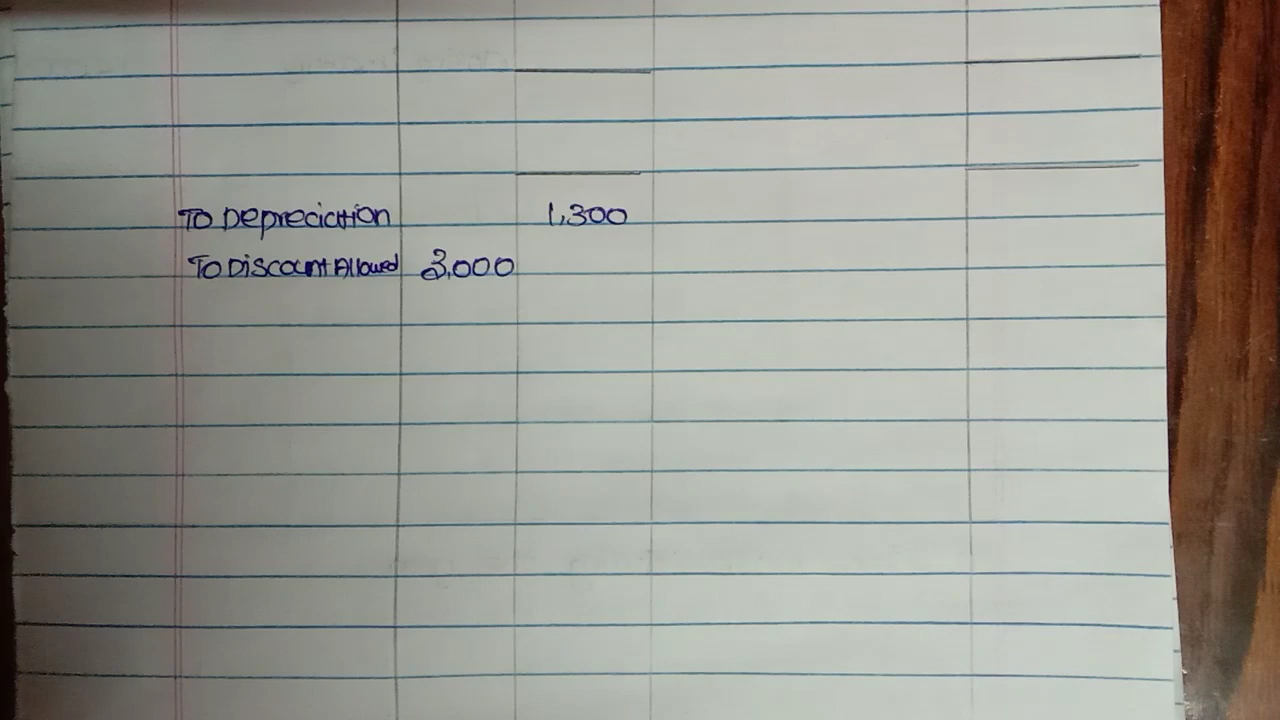 To Depreciation 1,300
To Discount Allowed 3,000